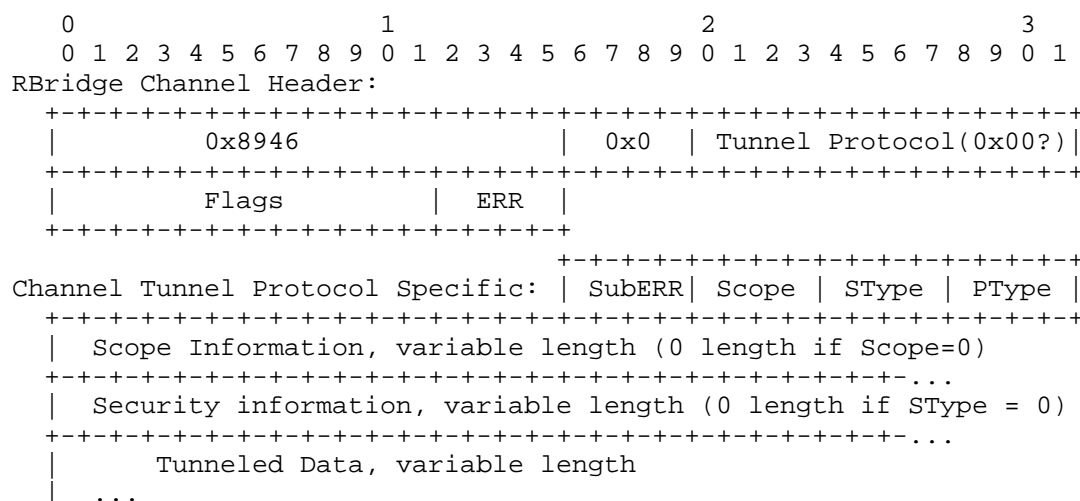 0                   1                   2                   3
    0 1 2 3 4 5 6 7 8 9 0 1 2 3 4 5 6 7 8 9 0 1 2 3 4 5 6 7 8 9 0 1
RBridge Channel Header:
   +-+-+-+-+-+-+-+-+-+-+-+-+-+-+-+-+-+-+-+-+-+-+-+-+-+-+-+-+-+-+-+-+
   |         0x8946                |  0x0  | Tunnel Protocol(0x00?)|
   +-+-+-+-+-+-+-+-+-+-+-+-+-+-+-+-+-+-+-+-+-+-+-+-+-+-+-+-+-+-+-+-+
   |         Flags         |  ERR  |
   +-+-+-+-+-+-+-+-+-+-+-+-+-+-+-+-+
                                   +-+-+-+-+-+-+-+-+-+-+-+-+-+-+-+-+
Channel Tunnel Protocol Specific: | SubERR| Scope | SType | PType |
   +-+-+-+-+-+-+-+-+-+-+-+-+-+-+-+-+-+-+-+-+-+-+-+-+-+-+-+-+-+-+-+-+
   |  Scope Information, variable length (0 length if Scope=0)
   +-+-+-+-+-+-+-+-+-+-+-+-+-+-+-+-+-+-+-+-+-+-+-+-+-+-+-...
   |  Security information, variable length (0 length if SType = 0)
   +-+-+-+-+-+-+-+-+-+-+-+-+-+-+-+-+-+-+-+-+-+-+-+-+-+-+-...
   |      Tunneled Data, variable length
   |  ...